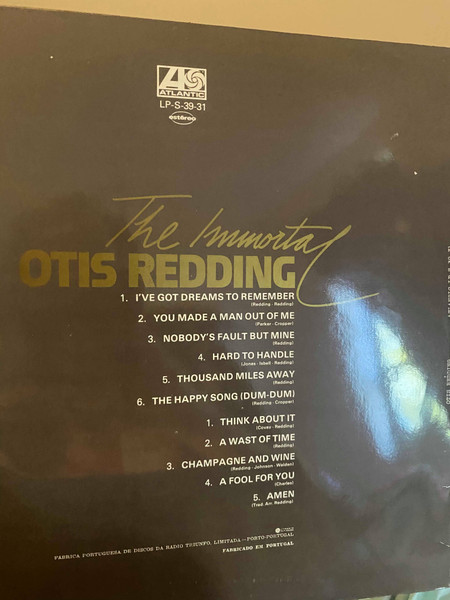 ATLANTIC
LP-S-39-31
estéreo
The Immortal
OTIS REDDING
1. I'VE GOT DREAMS TO REMEMBER
(Redding - Redding)
2. YOU MADE A MAN OUT OF ME
(Parker - Cropper)
3. NOBODY'S FAULT BUT MINE
(Redding)
4. HARD TO HANDLE
(Jones - Isbell - Redding)
5. THOUSAND MILES AWAY
(Redding)
6. THE HAPPY SONG (DUM-DUM)
(Redding - Cropper)
1. THINK ABOUT IT
(Covay - Redding)
2. A WAST OF TIME
(Redding)
3. CHAMPAGNE AND WINE
(Redding - Johnson - Walden)
4. A FOOL FOR YOU
(Charles)
5. AMEN
(Trad. Arr. Redding)
FABRICA PORTUGUESA DE DISCOS DA RADIO TRIUNFO, LIMITADA — PORTO-PORTUGAL
FABRICADO EM PORTUGAL
OTIS REDDING